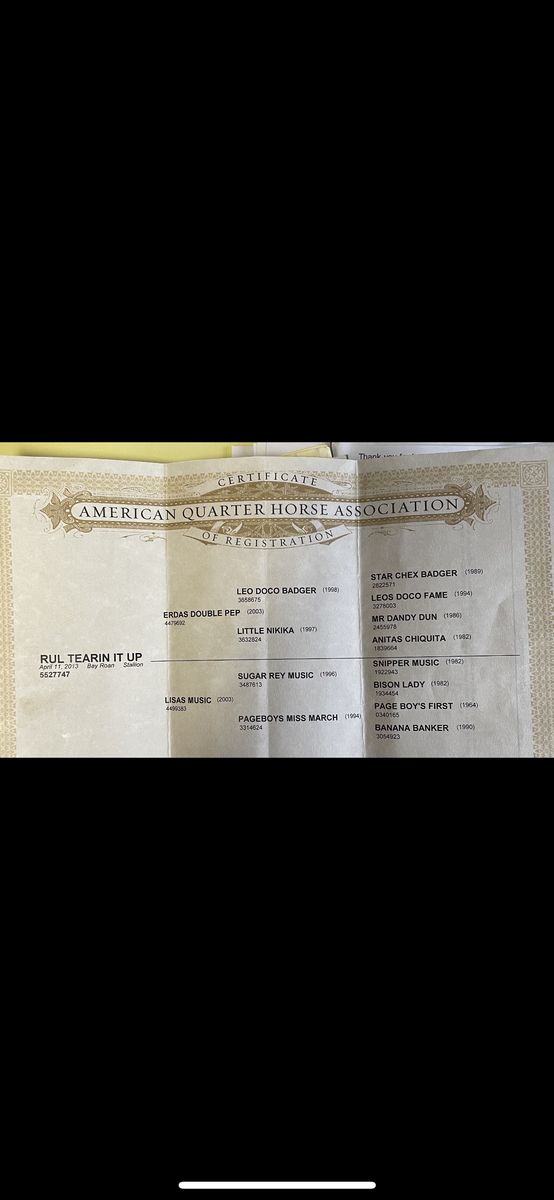 Thank you
CERTIFICATE
AMERICAN QUARTER HORSE ASSOCIATION
OF REGISTRATION
STAR CHEX BADGER (1989)
2822571
LEO DOCO BADGER (1998)
3658675
LEOS DOCO FAME (1994)
3278003
ERDAS DOUBLE PEP (2003)
4479692
MR DANDY DUN (1986)
2455978
LITTLE NIKIKA (1997)
3632824
ANITAS CHIQUITA (1982)
1839664
RUL TEARIN IT UP
April 11, 2013 Bay Roan Stallion
5527747
SNIPPER MUSIC (1982)
1922943
SUGAR REY MUSIC (1996)
3487613
BISON LADY (1982)
1934454
LISAS MUSIC (2003)
4499383
PAGE BOY'S FIRST (1964)
0340165
PAGEBOYS MISS MARCH (1994)
3314624
BANANA BANKER (1990)
3054923